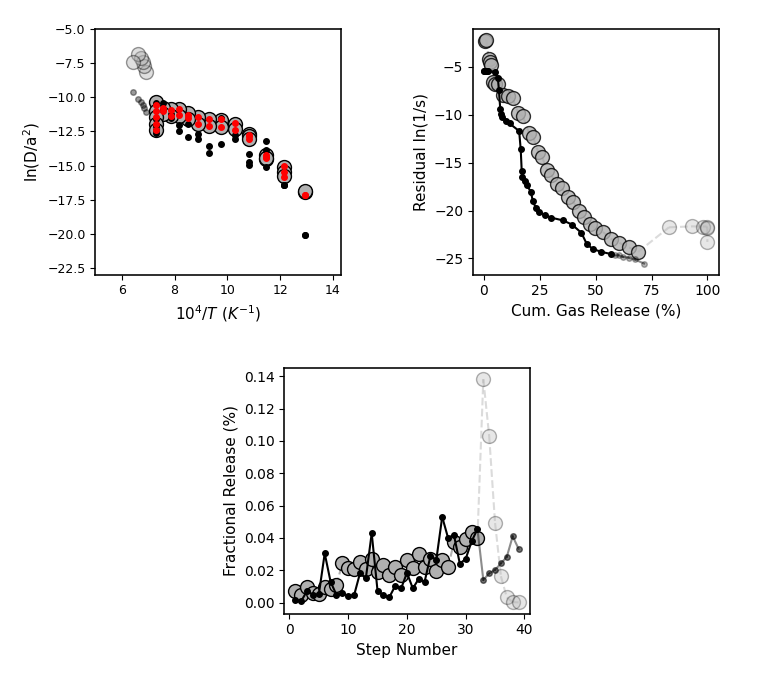 −5.0
−7.5
−10.0
−12.5
−15.0
−17.5
−20.0
−22.5
6 8 10 12 14
ln(D/a²)
10⁴/T (K⁻¹)
−5
−10
−15
−20
−25
0 25 50 75 100
Residual ln(1/s)
Cum. Gas Release (%)
0.14
0.12
0.10
0.08
0.06
0.04
0.02
0.00
0 10 20 30 40
Fractional Release (%)
Step Number